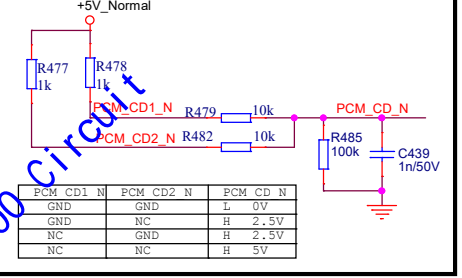 +5V_Normal
R477
1k
R478
1k
PCM_CD1_N
R479
10k
PCM_CD_N
PCM_CD2_N
R482
10k
R485
100k
C439
1n/50V
PCM CD1 N PCM CD2 N PCM CD N
GND GND L 0V
GND NC H 2.5V
NC GND H 2.5V
NC NC H 5V
0 Circuit